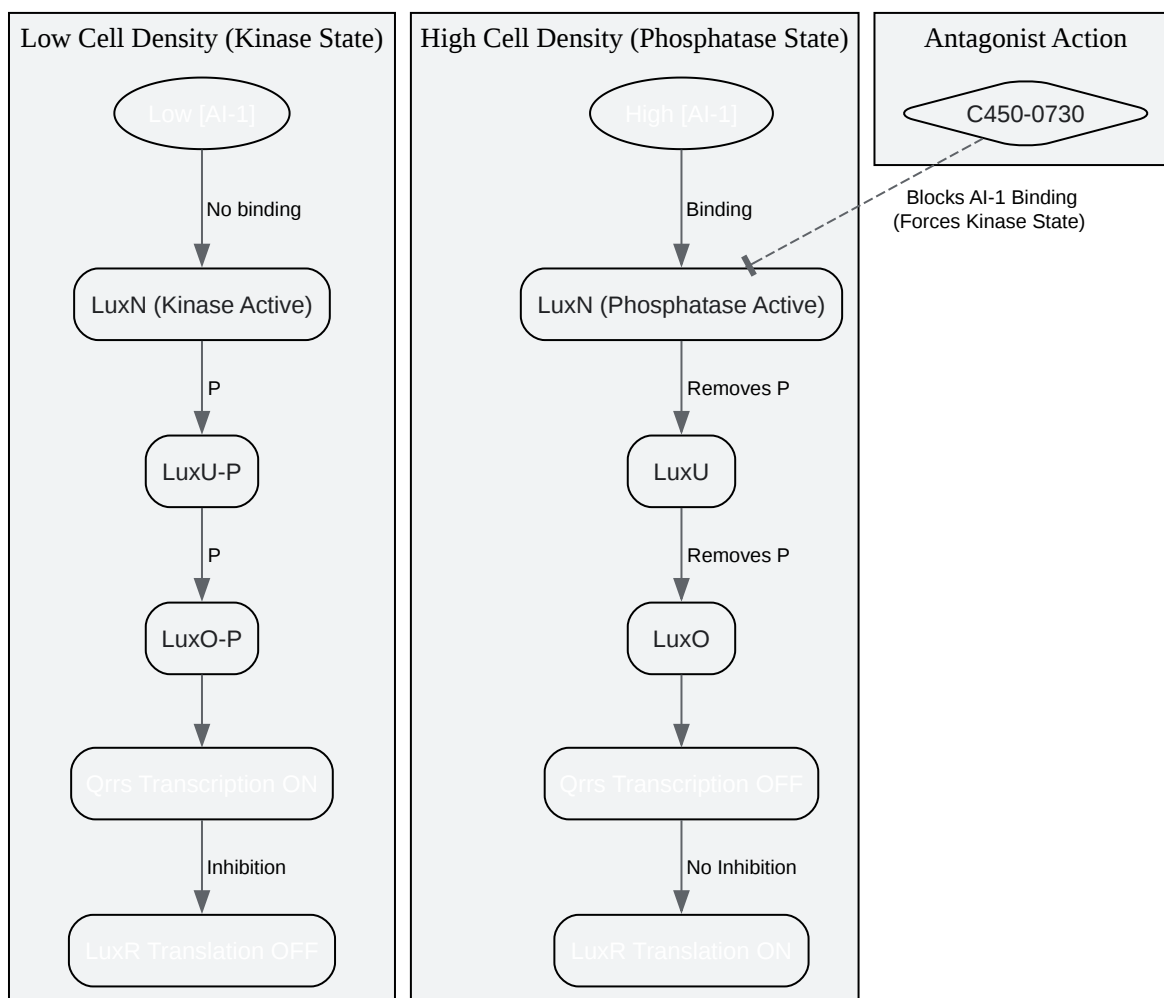 Low Cell Density (Kinase State)
Low [AI-1]
No binding
LuxN (Kinase Active)
P
LuxU-P
P
LuxO-P
Qrrs Transcription ON
Inhibition
LuxR Translation OFF
High Cell Density (Phosphatase State)
High [AI-1]
Binding
LuxN (Phosphatase Active)
Removes P
LuxU
Removes P
LuxO
Qrrs Transcription OFF
No Inhibition
LuxR Translation ON
Antagonist Action
C450-0730
Blocks AI-1 Binding
(Forces Kinase State)